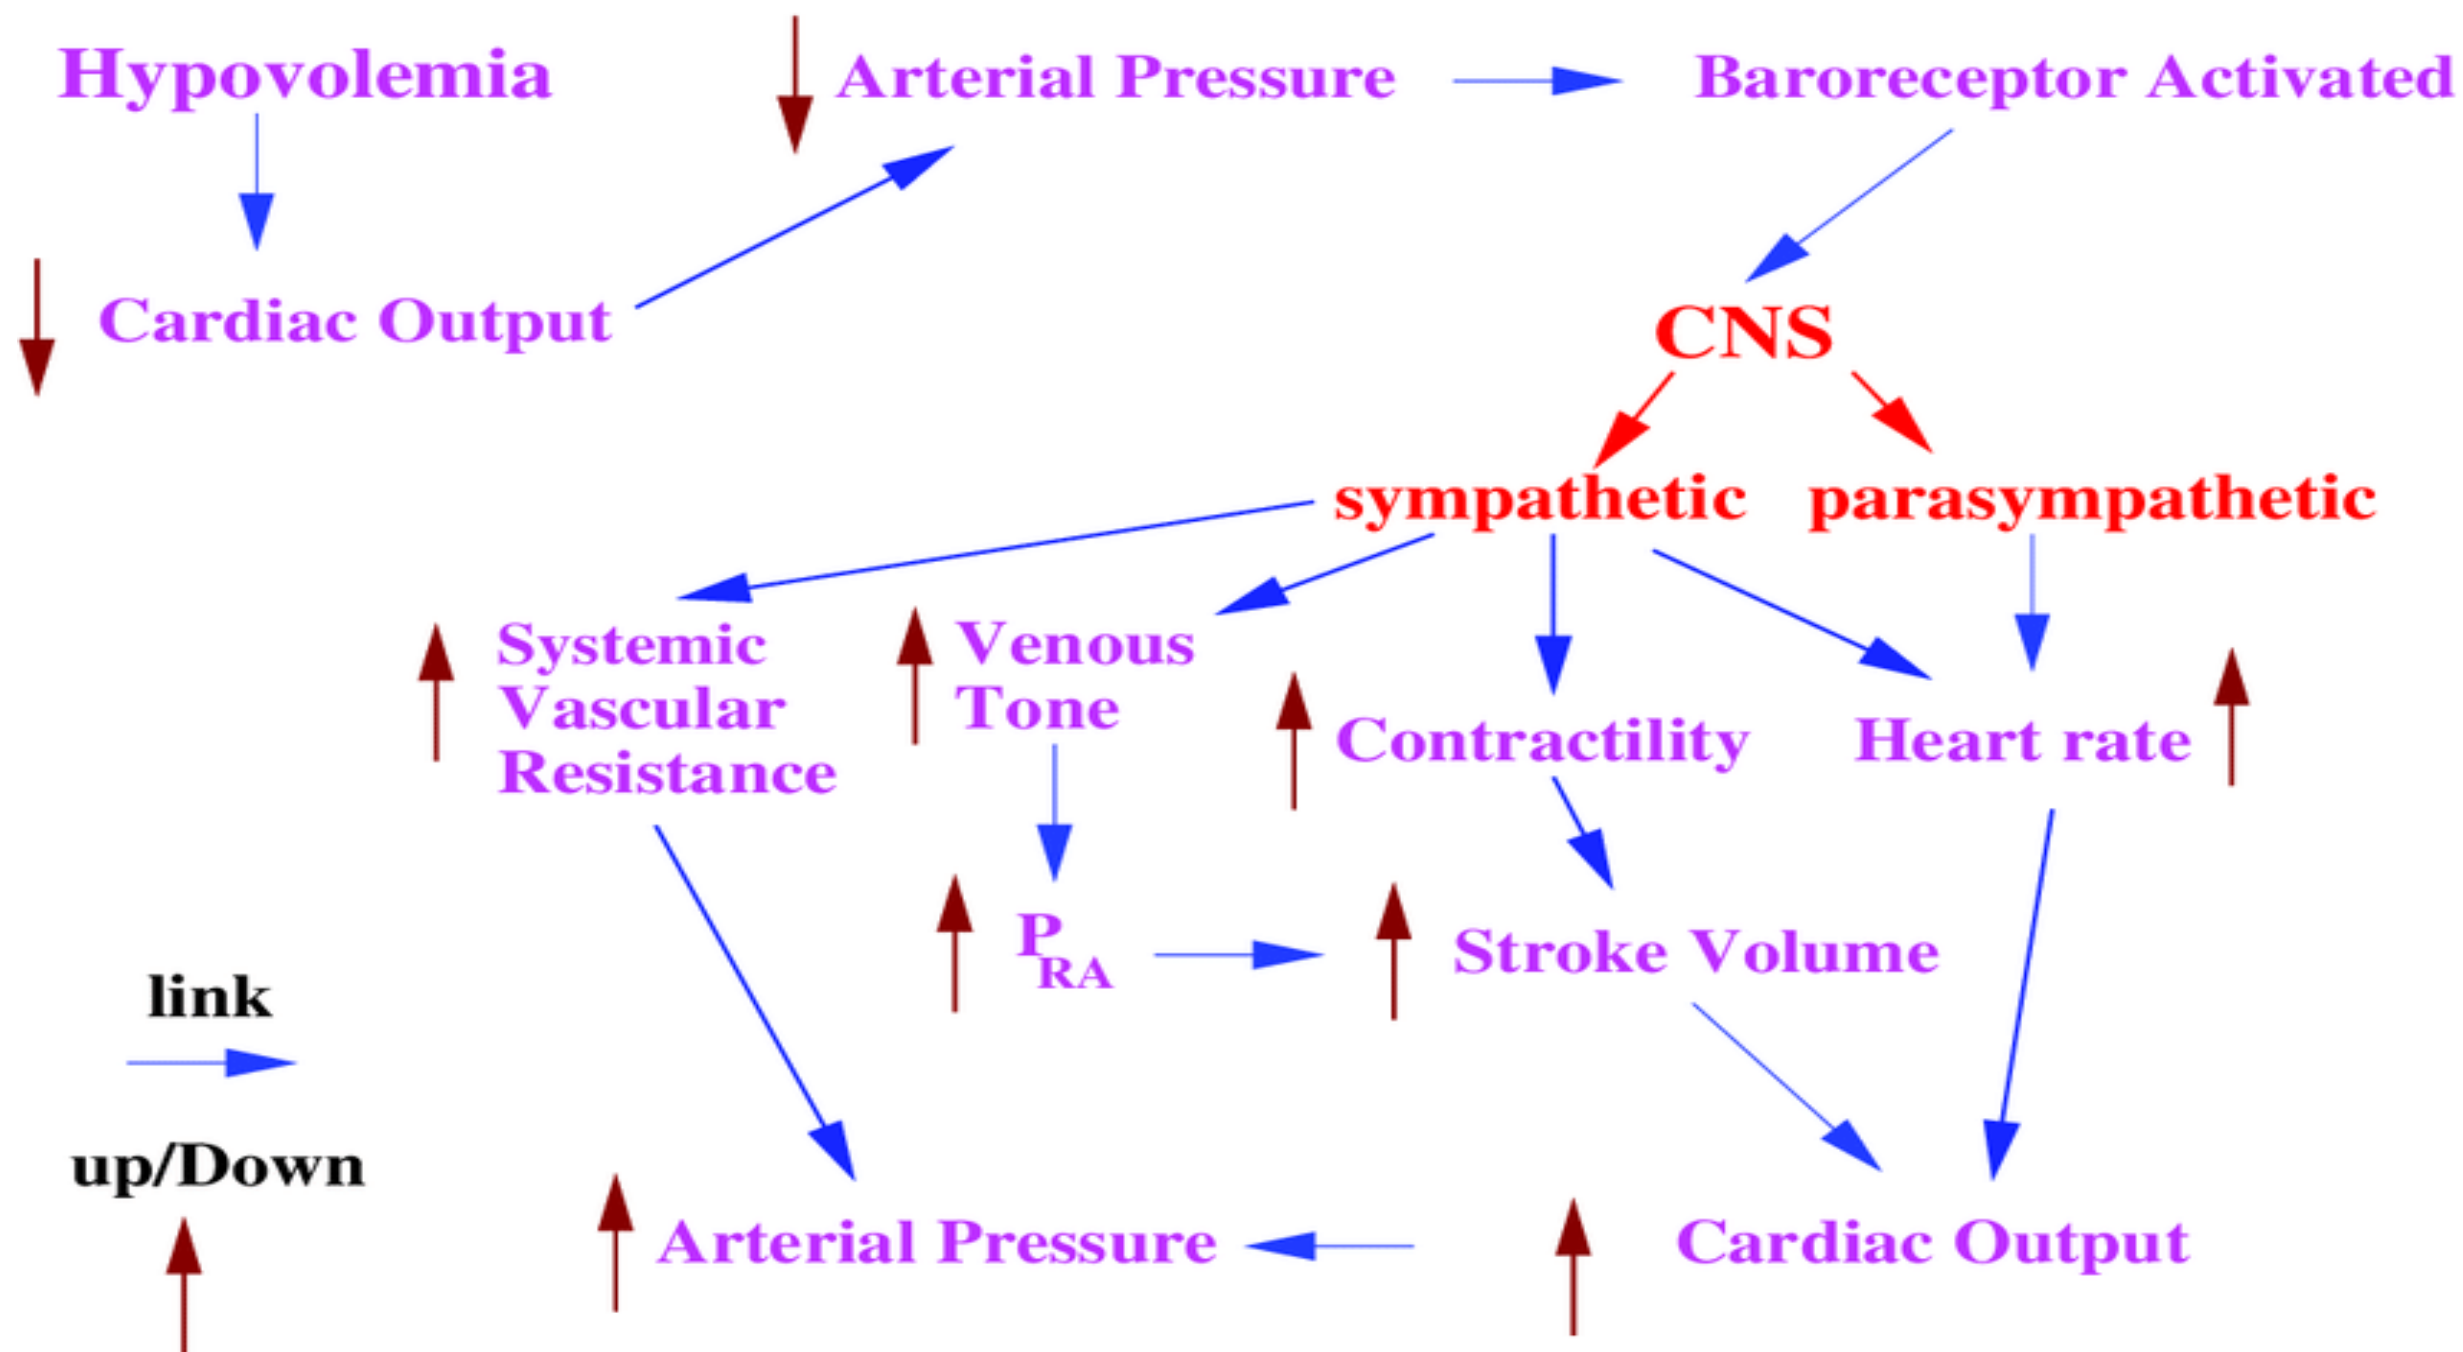 Hypovolemia
Arterial Pressure
Baroreceptor Activated
Cardiac Output
CNS
sympathetic
parasympathetic
Systemic
Vascular
Resistance
Venous
Tone
Contractility
Heart rate
PRA
Stroke Volume
link
up/Down
Arterial Pressure
Cardiac Output